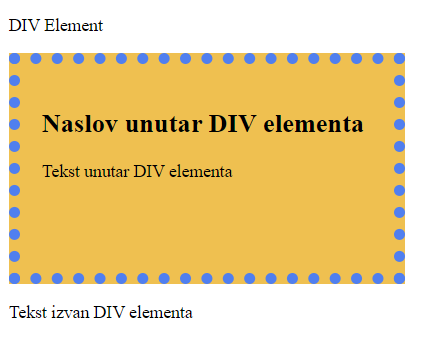 DIV Element
Naslov unutar DIV elementa
Tekst unutar DIV elementa
Tekst izvan DIV elementa